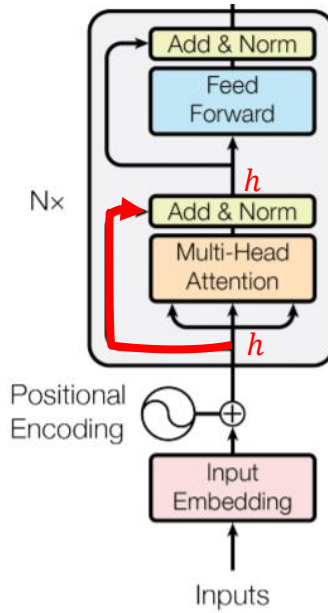 Add & Norm
Feed
Forward
h
N×
Add & Norm
Multi-Head
Attention
h
Positional
Encoding
Input
Embedding
Inputs